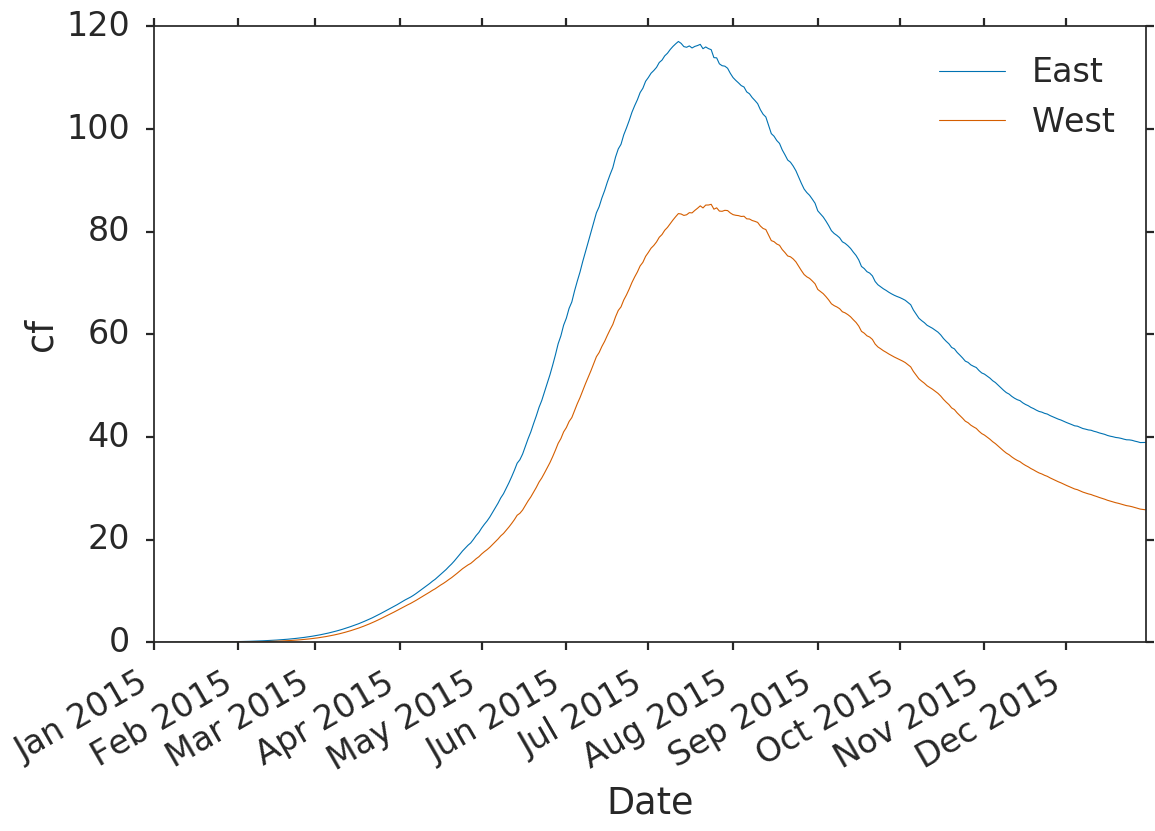 120
100
80
60
40
20
0
cf
East
West
Jan 2015
Feb 2015
Mar 2015
Apr 2015
May 2015
Jun 2015
Jul 2015
Aug 2015
Sep 2015
Oct 2015
Nov 2015
Dec 2015
Date